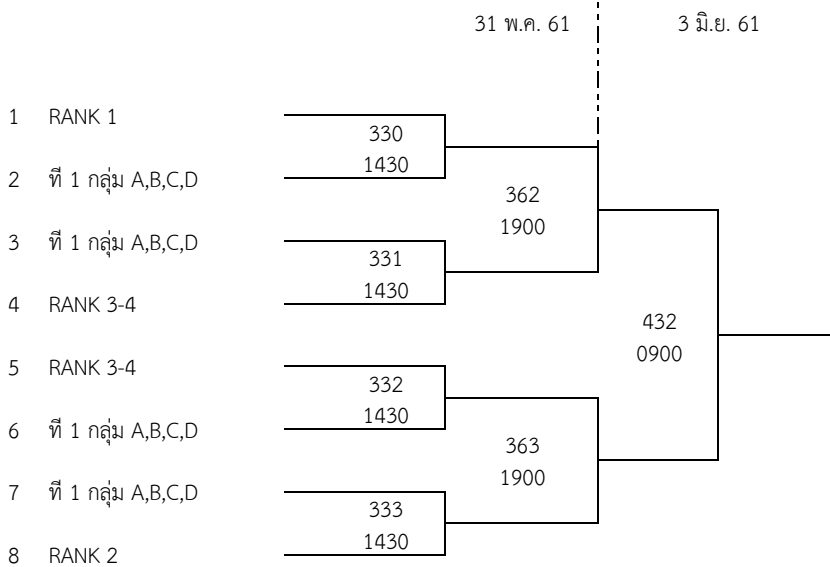 31 พ.ค. 61 3 มิ.ย. 61
1 RANK 1
330
1430
2 ที่ 1 กลุ่ม A,B,C,D
362
1900
3 ที่ 1 กลุ่ม A,B,C,D
331
1430
4 RANK 3-4
432
0900
5 RANK 3-4
332
1430
6 ที่ 1 กลุ่ม A,B,C,D
363
1900
7 ที่ 1 กลุ่ม A,B,C,D
333
1430
8 RANK 2